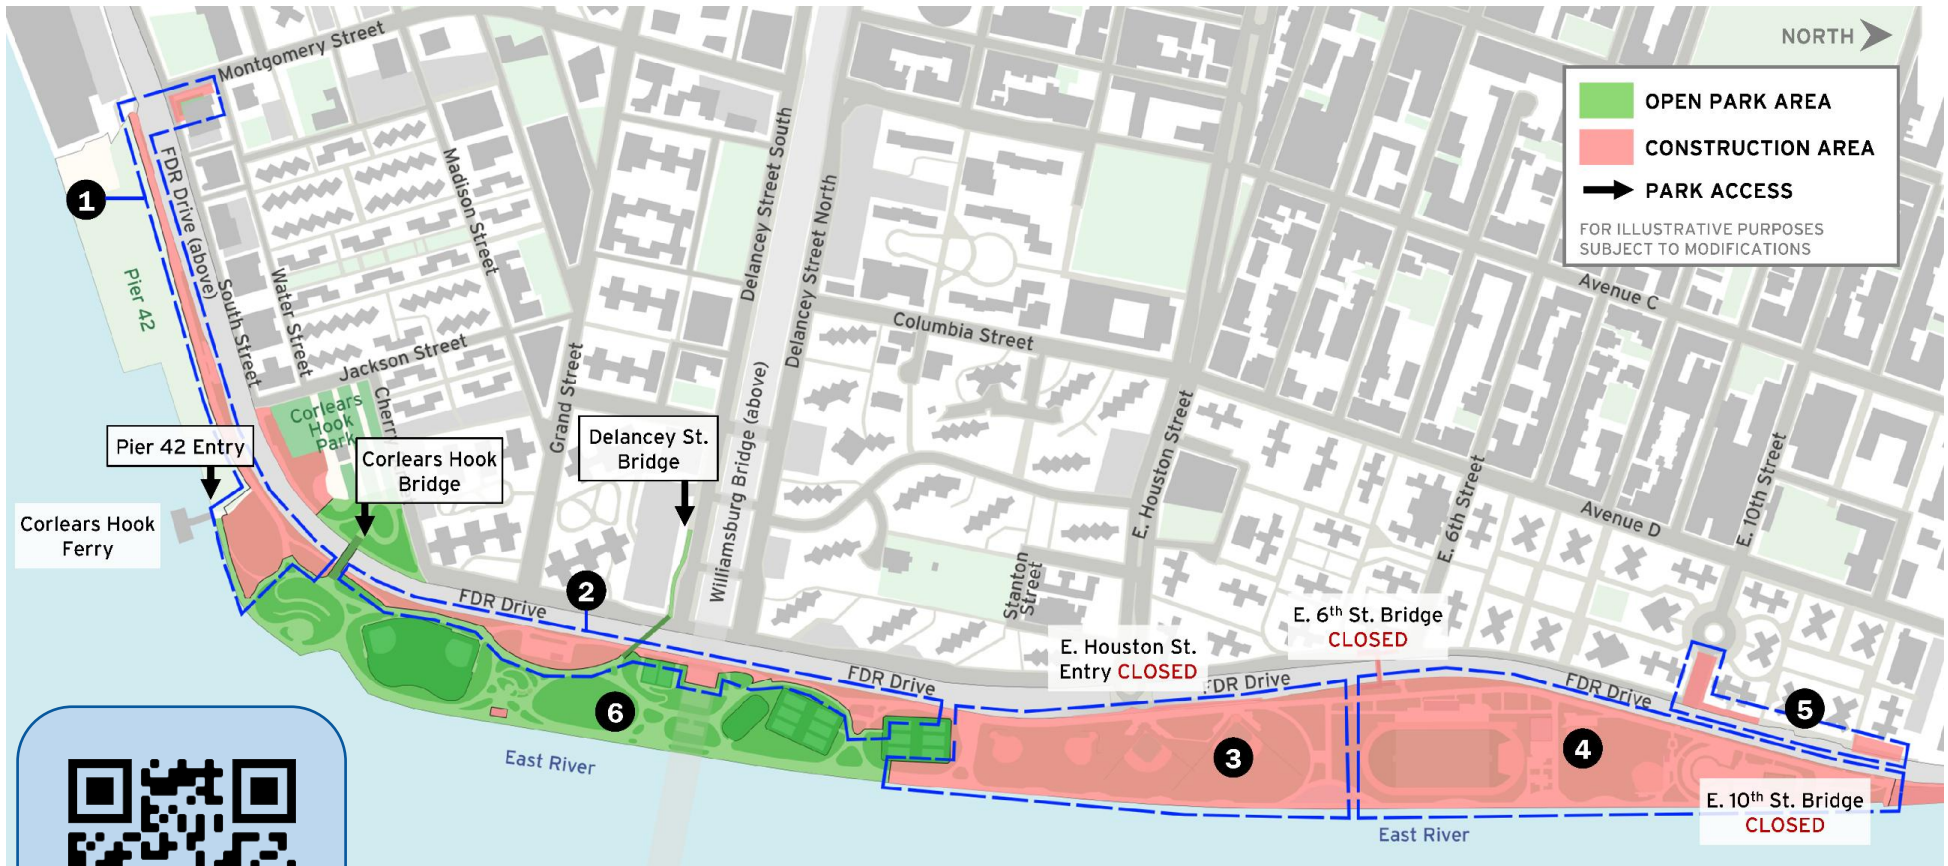 NORTH
OPEN PARK AREA
CONSTRUCTION AREA
PARK ACCESS
FOR ILLUSTRATIVE PURPOSES
SUBJECT TO MODIFICATIONS
Montgomery Street
1
FDR Drive (above)
Pier 42
South Street
Water Street
Madison Street
Jackson Street
Corlears
Hook
Park
Cherry
Grand Street
Delancey Street South
Delancey Street North
Williamsburg Bridge (above)
Columbia Street
Avenue C
Avenue D
E. Houston Street
E. 6th Street
E. 10th Street
Stanton
Street
Pier 42 Entry
Corlears Hook
Bridge
Delancey St.
Bridge
Corlears Hook
Ferry
2
FDR Drive
FDR Drive
E. Houston St.
Entry CLOSED
E. 6th St. Bridge
CLOSED
FDR Drive
FDR Drive
5
6
3
4
East River
E. 10th St. Bridge
CLOSED
East River